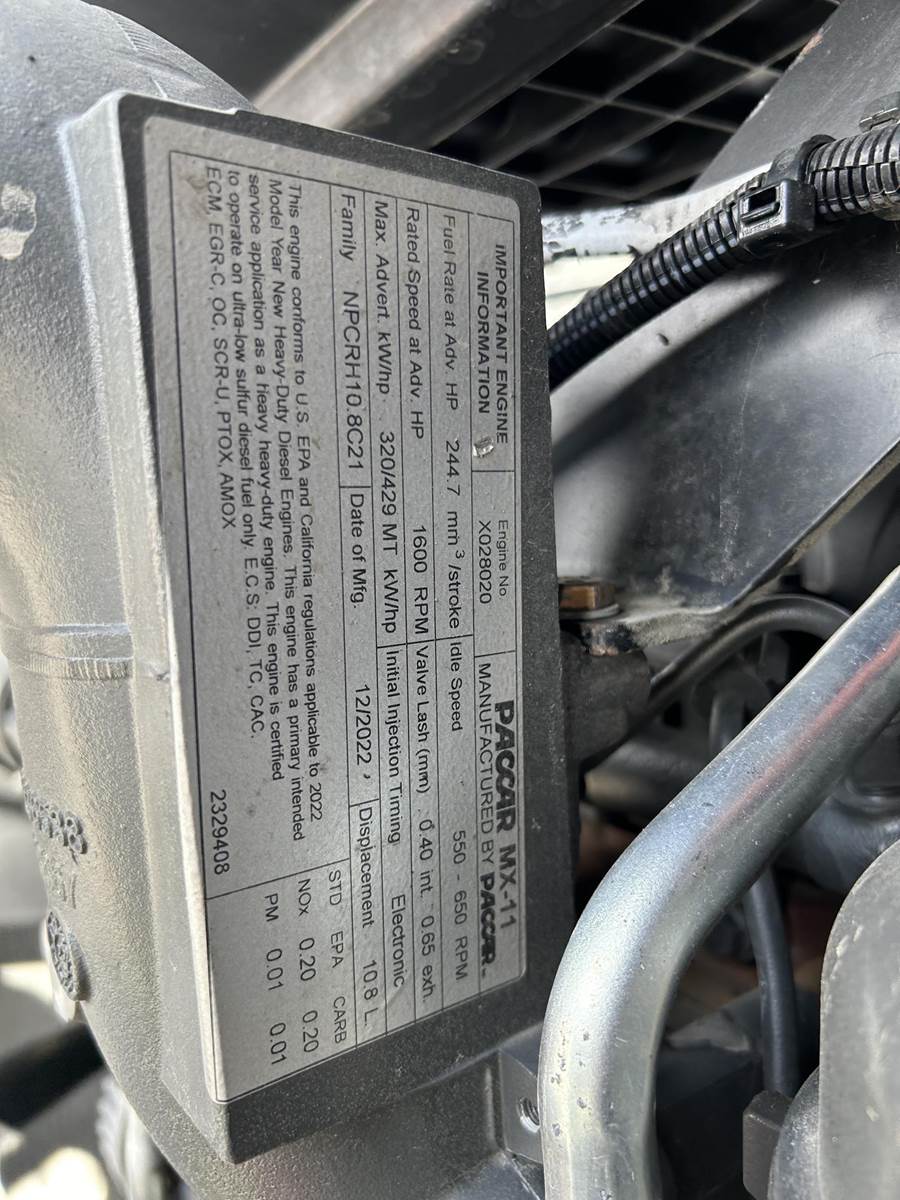 IMPORTANT ENGINE
INFORMATION
Engine No.
X028020
PACCAR MX-11
MANUFACTURED BY PACCAR
Fuel Rate at Adv. HP 244.7 mm³/stroke
Idle Speed 550 - 650 RPM
Rated Speed at Adv. HP 1600 RPM
Valve Lash (mm) 0.40 int. 0.65 exh.
Max. Advert. kW/hp 320/429 MT kW/hp
Initial Injection Timing Electronic
Family NPCRH10.8C21
Date of Mfg. 12/2022
Displacement 10.8 L.
This engine conforms to U.S. EPA and California regulations applicable to 2022
Model Year New Heavy-Duty Diesel Engines. This engine has a primary intended
service application as a heavy heavy-duty engine. This engine is certified
to operate on ultra-low sulfur diesel fuel only. E.C.S. DDI, TC, CAC,
ECM, EGR-C, OC, SCR-U, PTOX, AMOX
2329408
STD EPA CARB
NOx 0.20 0.20
PM 0.01 0.01